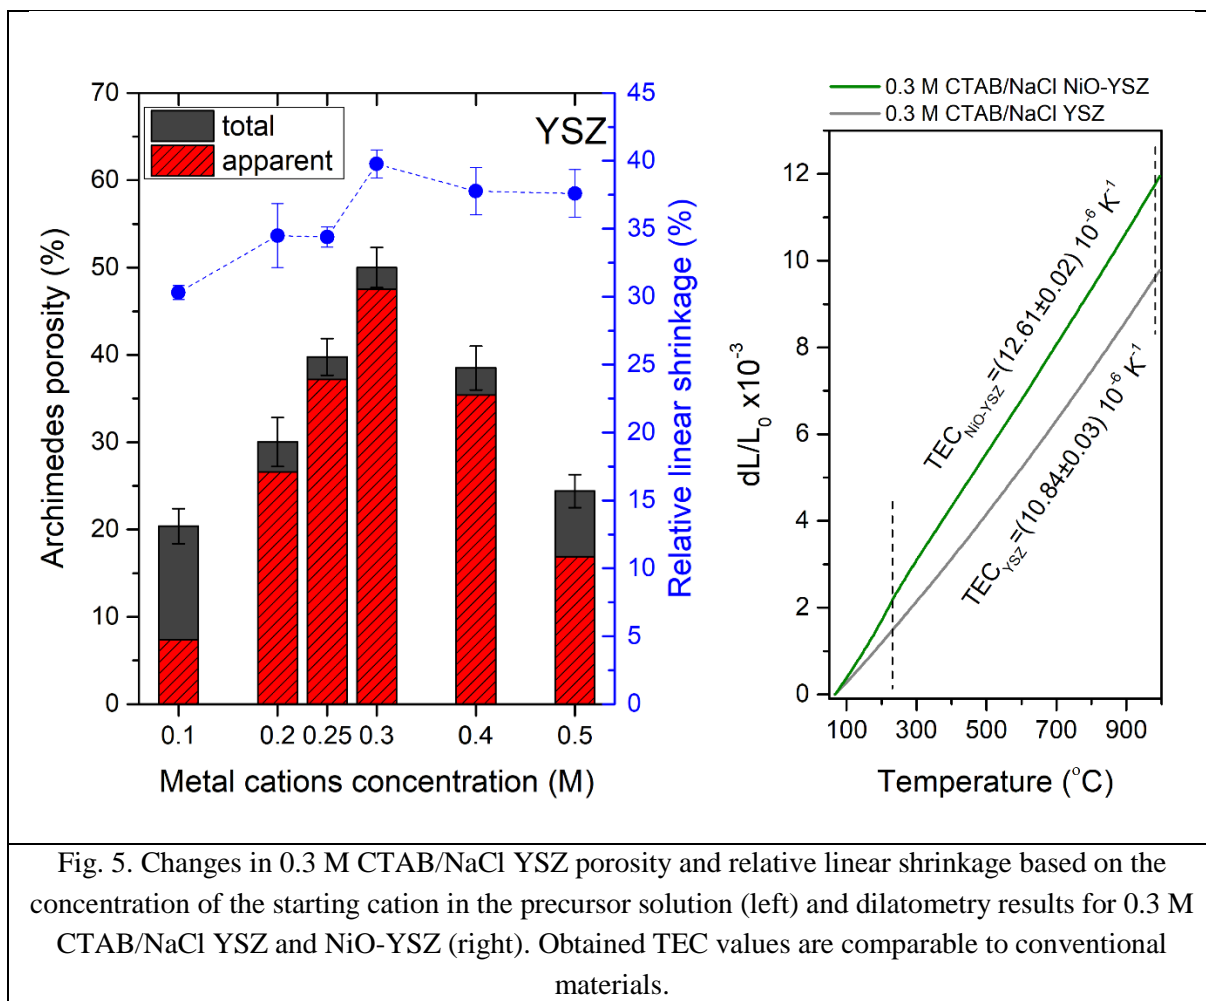 total
apparent
YSZ
70
60
50
40
30
20
10
0
Archimedes porosity (%)
45
40
35
30
25
20
15
10
5
0
Relative linear shrinkage (%)
0.1 0.2 0.25 0.3 0.4 0.5
Metal cations concentration (M)
0.3 M CTAB/NaCl NiO-YSZ
0.3 M CTAB/NaCl YSZ
12
10
8
6
4
2
0
dL/L₀ x10⁻³
TEC_NiO-YSZ=(12.61±0.02) 10⁻⁶ K⁻¹
TEC_YSZ=(10.84±0.03) 10⁻⁶ K⁻¹
100 300 500 700 900
Temperature (°C)
Fig. 5. Changes in 0.3 M CTAB/NaCl YSZ porosity and relative linear shrinkage based on the
concentration of the starting cation in the precursor solution (left) and dilatometry results for 0.3 M
CTAB/NaCl YSZ and NiO-YSZ (right). Obtained TEC values are comparable to conventional
materials.